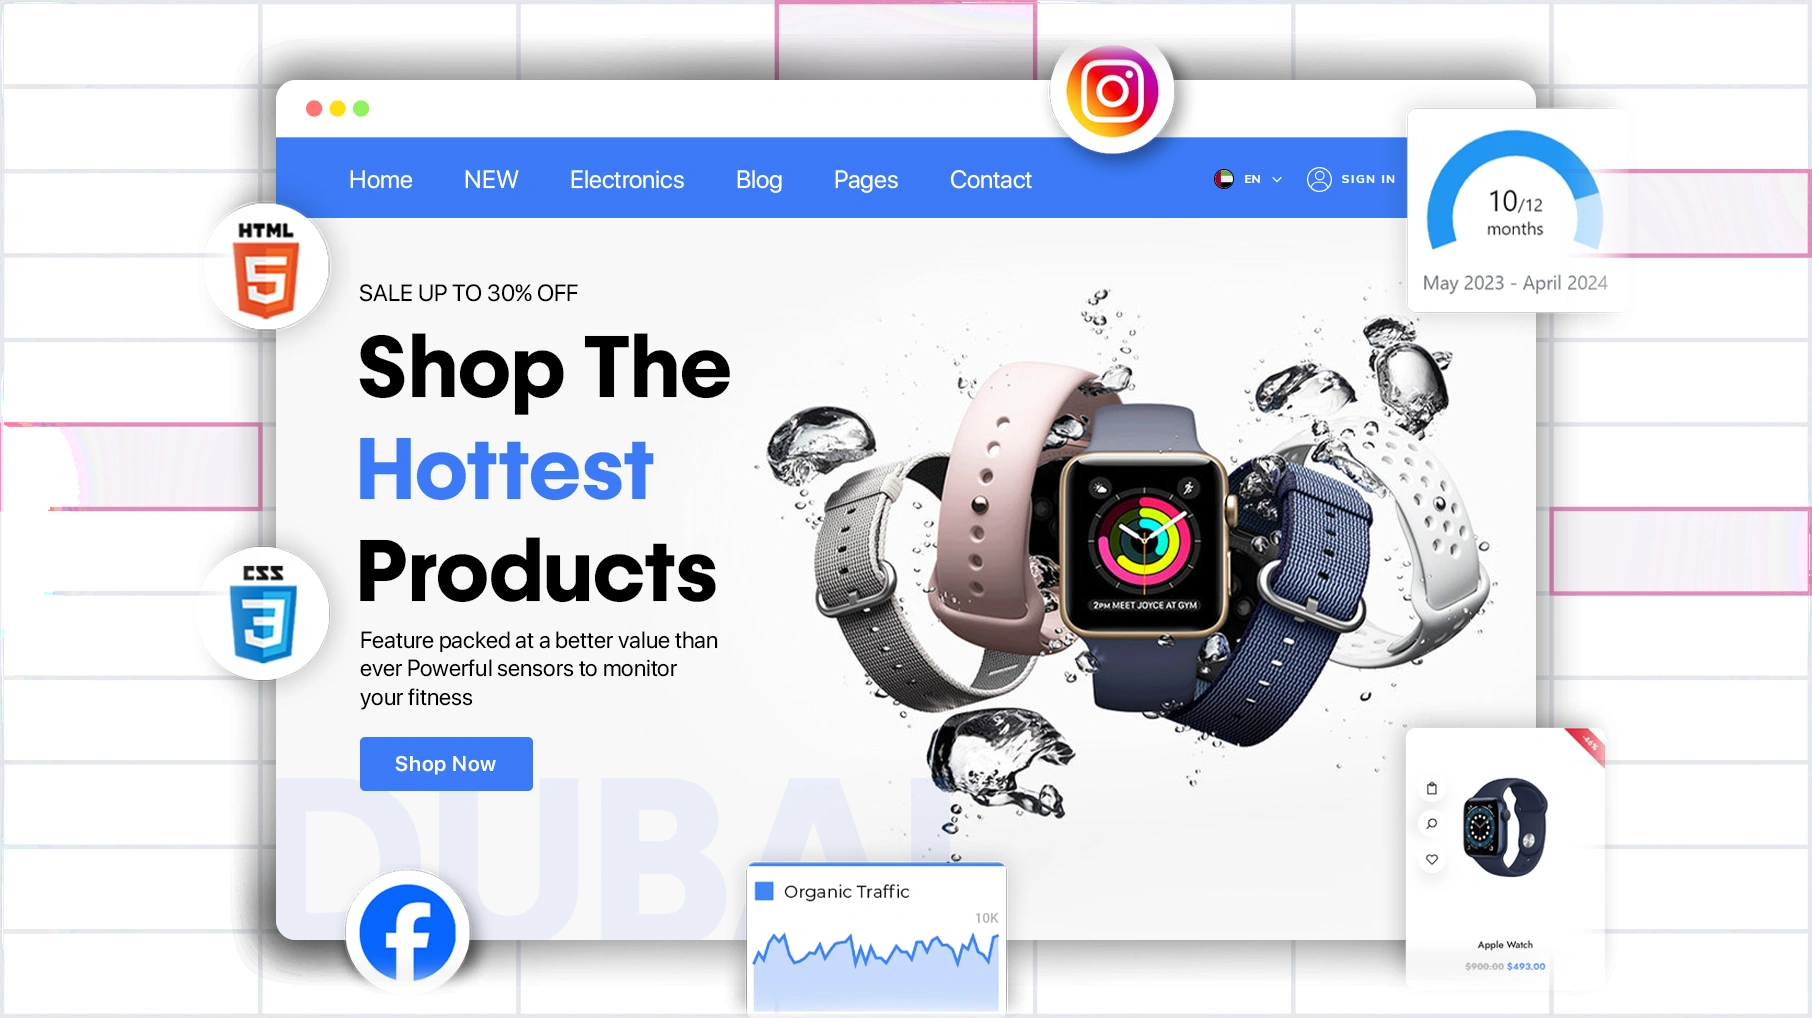 Home NEW Electronics Blog Pages Contact EN SIGN IN
10/12
months
May 2023 - April 2024
HTML
5
SALE UP TO 30% OFF
Shop The
Hottest
Products
CSS
3
2PM MEET JOYCE AT GYM
Feature packed at a better value than
ever Powerful sensors to monitor
your fitness
Shop Now
DUBAI
-46%
Organic Traffic
10K
Apple Watch
$900.00 $493.00